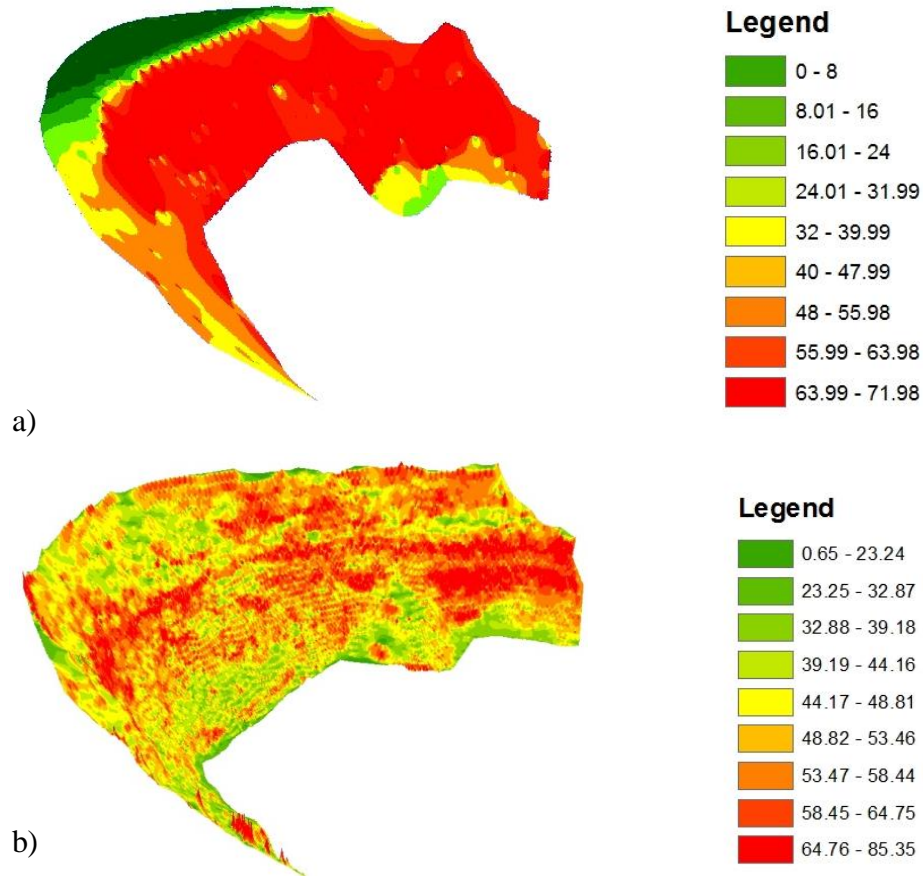 Legend
0 - 8
8.01 - 16
16.01 - 24
24.01 - 31.99
32 - 39.99
40 - 47.99
48 - 55.98
55.99 - 63.98
63.99 - 71.98
a)
Legend
0.65 - 23.24
23.25 - 32.87
32.88 - 39.18
39.19 - 44.16
44.17 - 48.81
48.82 - 53.46
53.47 - 58.44
58.45 - 64.75
64.76 - 85.35
b)